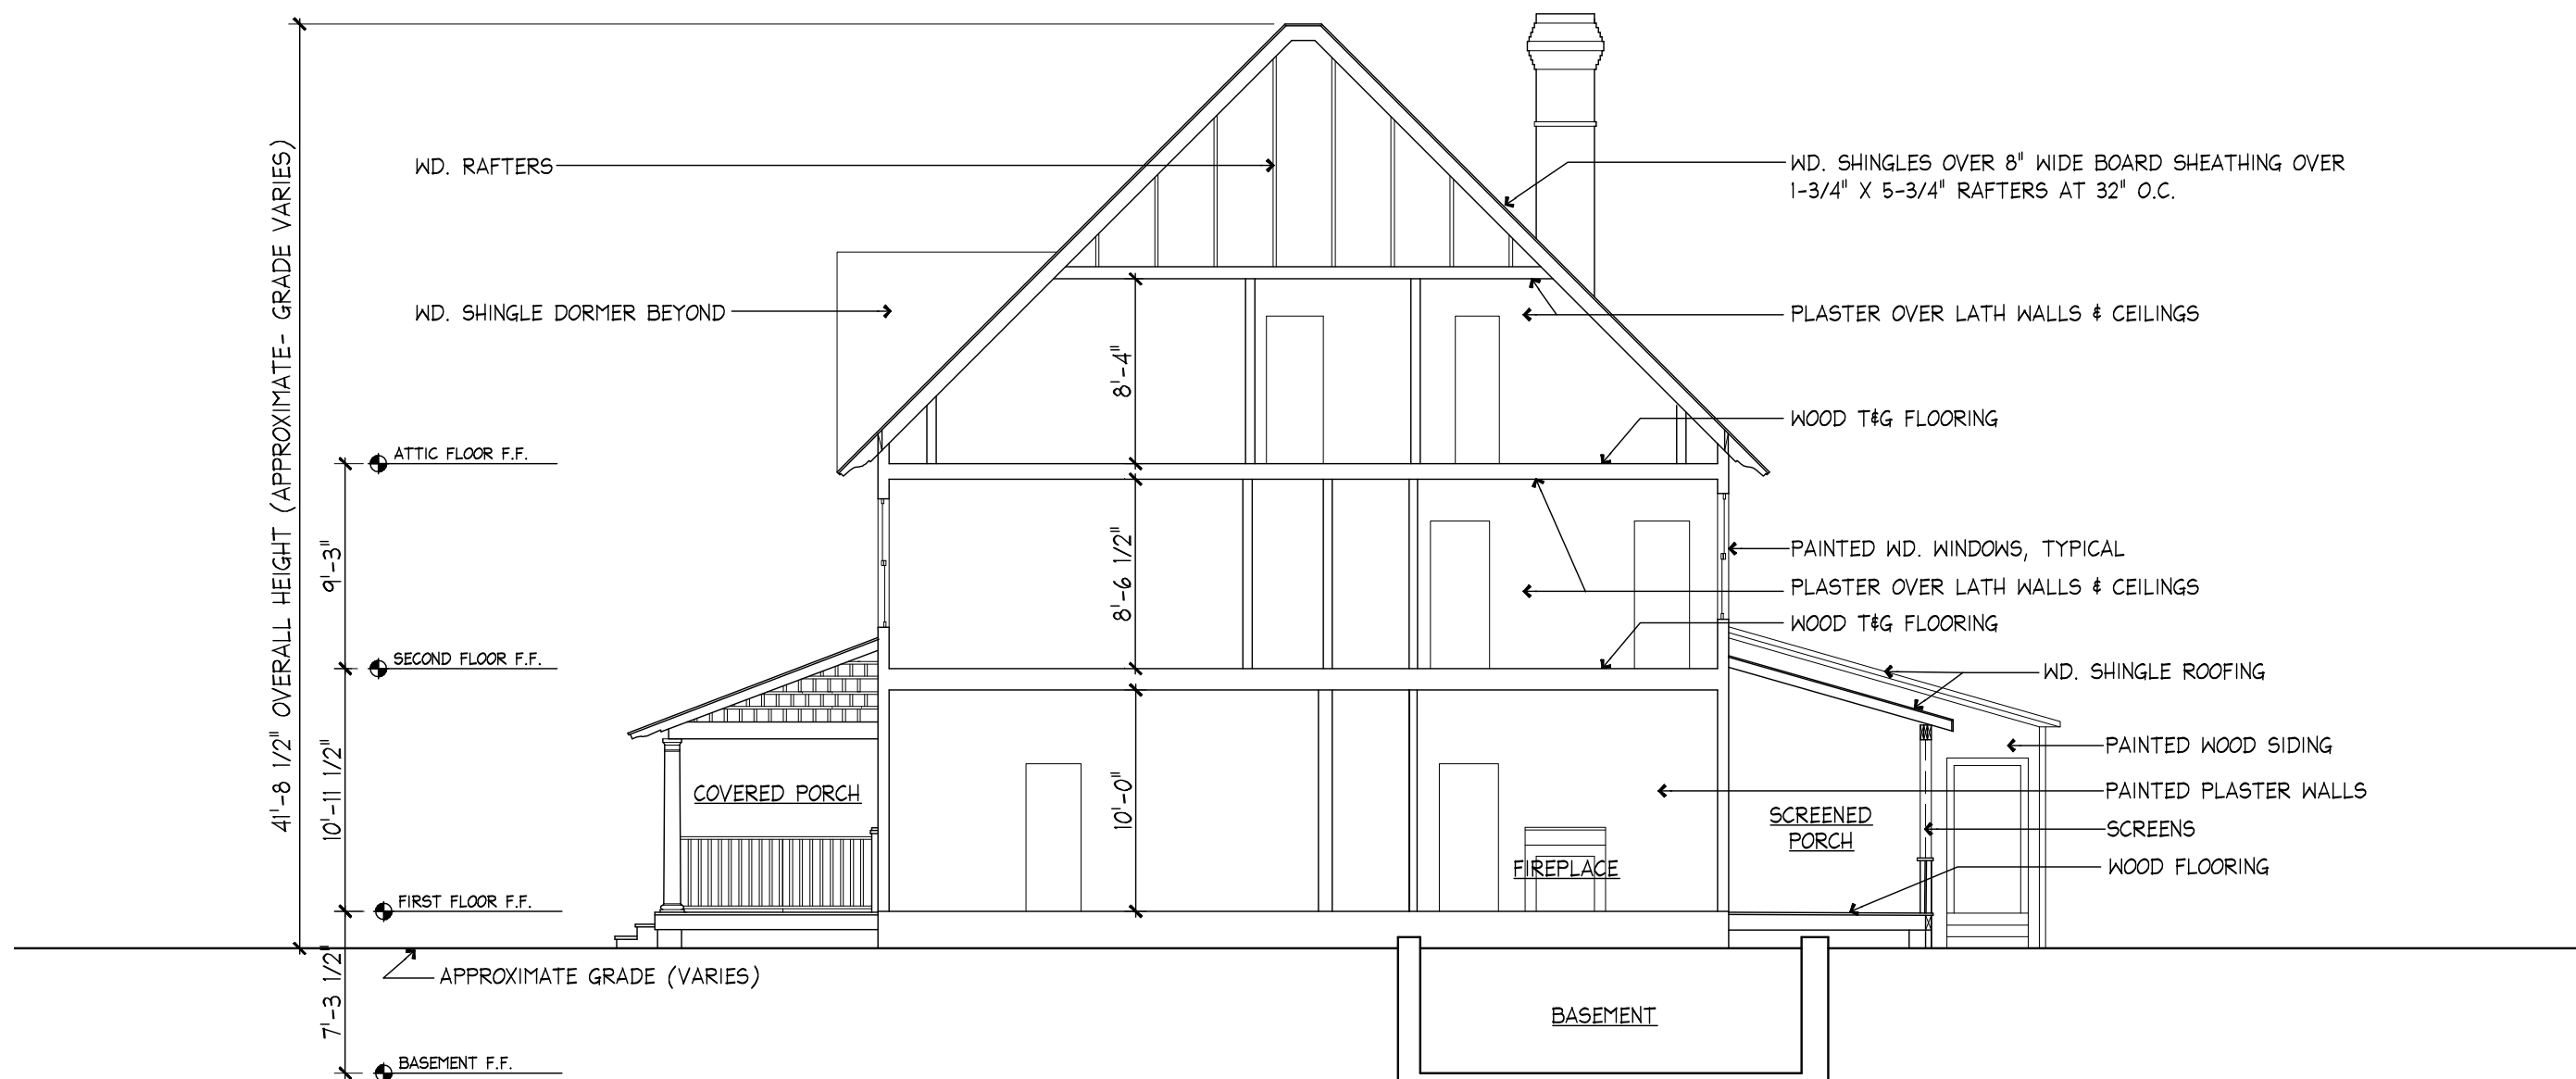 WD. RAFTERS
WD. SHINGLES OVER 8" WIDE BOARD SHEATHING OVER
1-3/4" X 5-3/4" RAFTERS AT 32" O.C.
WD. SHINGLE DORMER BEYOND
PLASTER OVER LATH WALLS & CEILINGS
8'-4"
WOOD T&G FLOORING
ATTIC FLOOR F.F.
41'-8 1/2" OVERALL HEIGHT (APPROXIMATE- GRADE VARIES)
9'-3"
8'-6 1/2"
PAINTED WD. WINDOWS, TYPICAL
PLASTER OVER LATH WALLS & CEILINGS
WOOD T&G FLOORING
SECOND FLOOR F.F.
WD. SHINGLE ROOFING
10'-11 1/2"
COVERED PORCH
10'-0"
PAINTED WOOD SIDING
PAINTED PLASTER WALLS
SCREENED
PORCH
SCREENS
FIREPLACE
WOOD FLOORING
FIRST FLOOR F.F.
7'-3 1/2"
APPROXIMATE GRADE (VARIES)
BASEMENT
BASEMENT F.F.